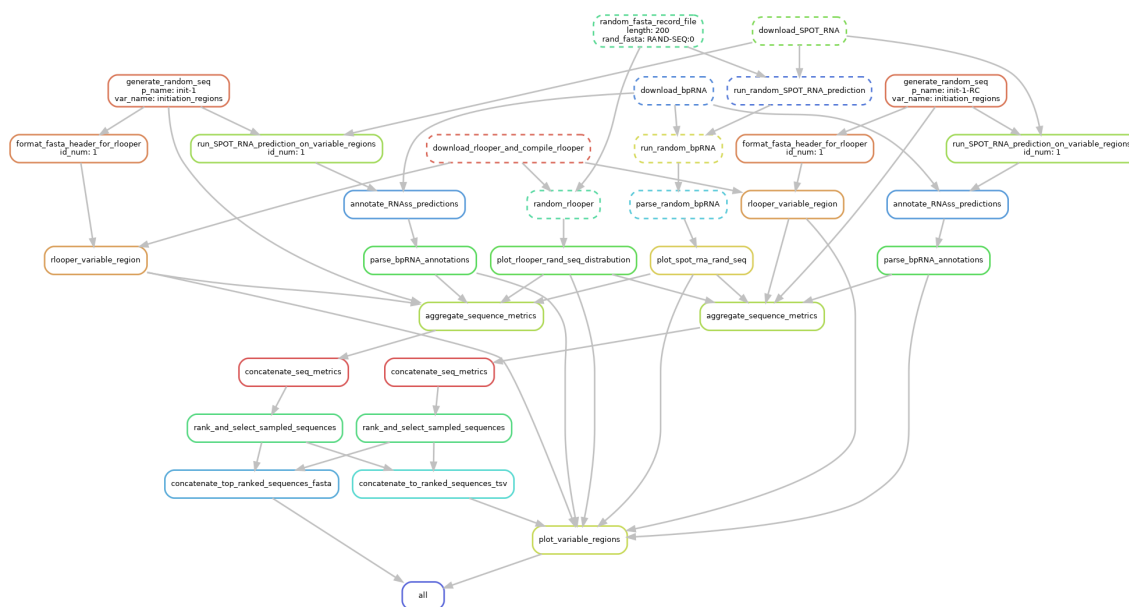 random_fasta_record_file
length: 200
rand_fasta: RAND-SEQ:0
download_SPOT_RNA
generate_random_seq
p_name: init-1
var_name: initiation_regions
download_bpRNA
run_random_SPOT_RNA_prediction
generate_random_seq
p_name: init-1-RC
var_name: initiation_regions
format_fasta_header_for_rlooper
id_num: 1
run_SPOT_RNA_prediction_on_variable_regions
id_num: 1
download_rlooper_and_compile_rlooper
run_random_bpRNA
format_fasta_header_for_rlooper
id_num: 1
run_SPOT_RNA_prediction_on_variable_regions
id_num: 1
annotate_RNAss_predictions
random_rlooper
parse_random_bpRNA
rlooper_variable_region
annotate_RNAss_predictions
rlooper_variable_region
parse_bpRNA_annotations
plot_rlooper_rand_seq_distrabution
plot_spot_rna_rand_seq
parse_bpRNA_annotations
aggregate_sequence_metrics
aggregate_sequence_metrics
concatenate_seq_metrics
concatenate_seq_metrics
rank_and_select_sampled_sequences
rank_and_select_sampled_sequences
concatenate_top_ranked_sequences_fasta
concatenate_to_ranked_sequences_tsv
plot_variable_regions
all